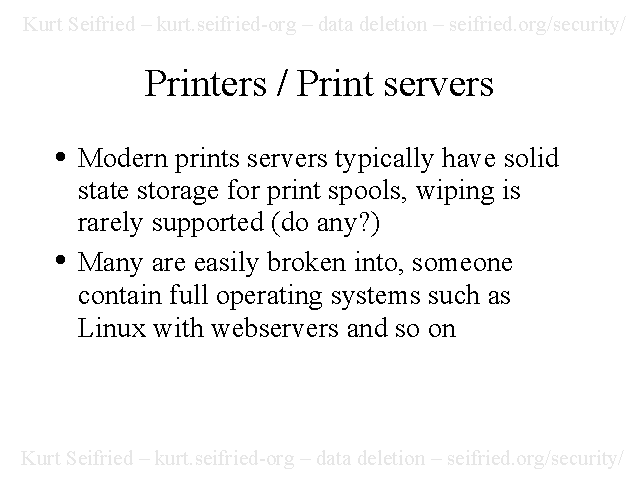 Kurt Seifried – kurt.seifried-org – data deletion – seifried.org/security/
Printers / Print servers
• Modern prints servers typically have solid
state storage for print spools, wiping is
rarely supported (do any?)
• Many are easily broken into, someone
contain full operating systems such as
Linux with webservers and so on
Kurt Seifried – kurt.seifried-org – data deletion – seifried.org/security/